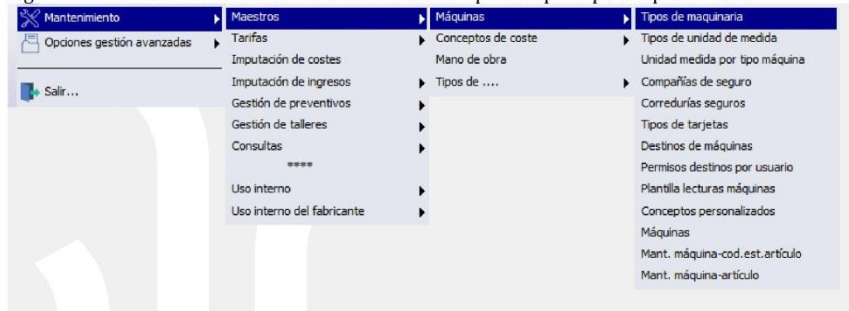 Mantenimiento
Opciones gestión avanzadas
Salir...
Maestros
Tarifas
Imputación de costes
Imputación de ingresos
Gestión de preventivos
Gestión de talleres
Consultas
****
Uso interno
Uso interno del fabricante
Máquinas
Conceptos de coste
Mano de obra
Tipos de ....
Tipos de maquinaria
Tipos de unidad de medida
Unidad medida por tipo máquina
Compañías de seguro
Corredurías seguros
Tipos de tarjetas
Destinos de máquinas
Permisos destinos por usuario
Plantilla lecturas máquinas
Conceptos personalizados
Máquinas
Mant. máquina-cod.est.artículo
Mant. máquina-artículo